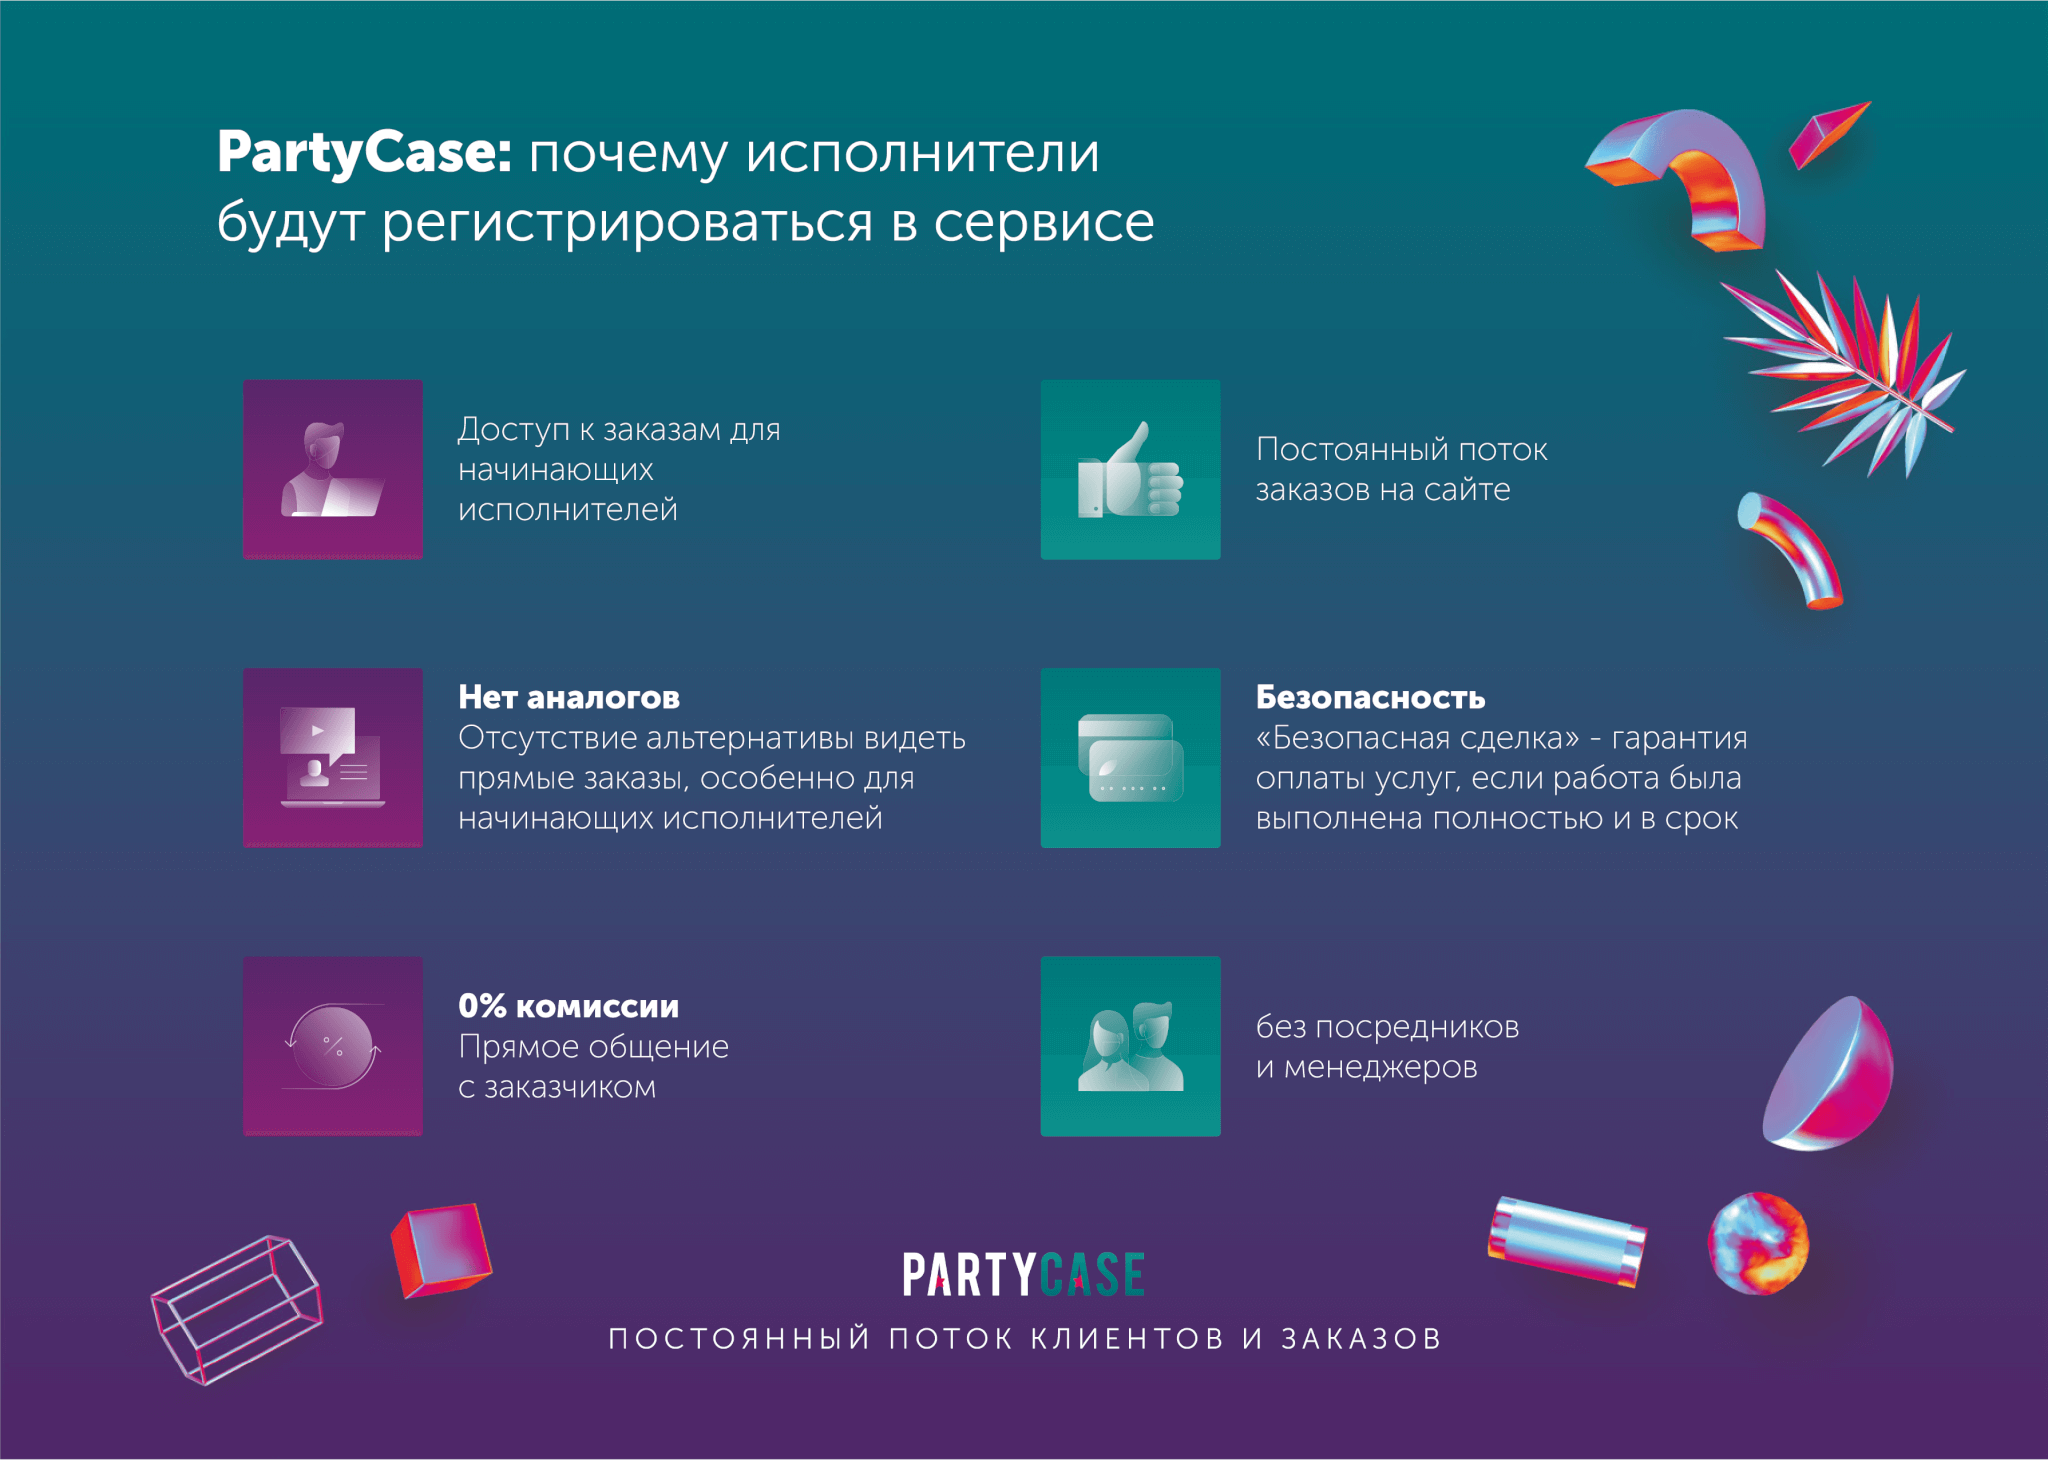 PartyCase: почему исполнители
будут регистрироваться в сервисе
Доступ к заказам для
начинающих
исполнителей
Постоянный поток
заказов на сайте
Нет аналогов
Отсутствие альтернативы видеть
прямые заказы, особенно для
начинающих исполнителей
Безопасность
«Безопасная сделка» - гарантия
оплаты услуг, если работа была
выполнена полностью и в срок
0% комиссии
Прямое общение
с заказчиком
%
без посредников
и менеджеров
PARTYCASE
ПОСТОЯННЫЙ ПОТОК КЛИЕНТОВ И ЗАКАЗОВ